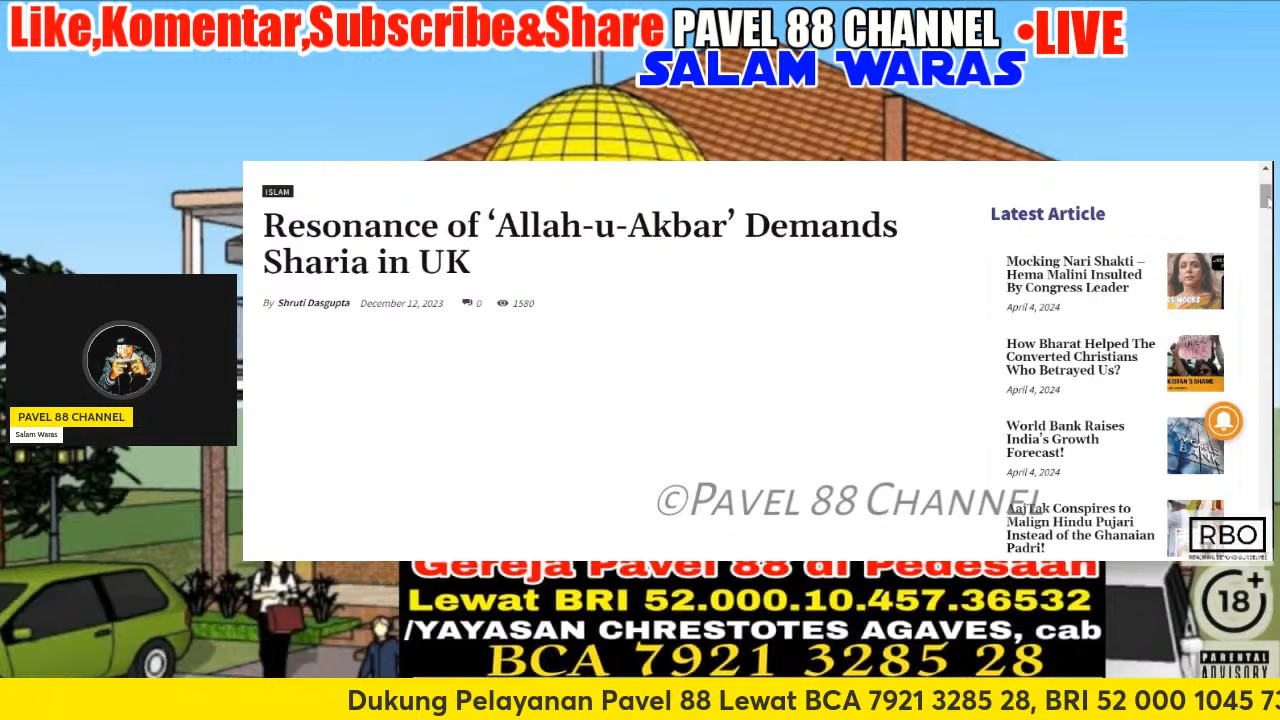 Like,Komentar,Subscribe&Share PAVEL 88 CHANNEL •LIVE
SALAM WARAS
ISLAM
Resonance of ‘Allah-u-Akbar’ Demands
Sharia in UK
By Shruti Dasgupta December 12, 2023 0 1580
Latest Article
Mocking Nari Shakti –
Hema Malini Insulted
By Congress Leader
April 4, 2024
How Bharat Helped The
Converted Christians
Who Betrayed Us?
April 4, 2024
World Bank Raises
India’s Growth
Forecast!
April 4, 2024
AajTak Conspires to
Malign Hindu Pujari
Instead of the Ghanaian
Padri!
PAVEL 88 CHANNEL
Salam Waras
©PAVEL 88 CHANNEL
RBO
REACHING BEYOND OURSELVES
Gereja Pavel 88 di Pedesaan
Lewat BRI 52.000.10.457.36532
/YAYASAN CHRESTOTES AGAVES, cab
BCA 7921 3285 28
18+
PARENTAL
ADVISORY
Dukung Pelayanan Pavel 88 Lewat BCA 7921 3285 28, BRI 52 000 1045 73